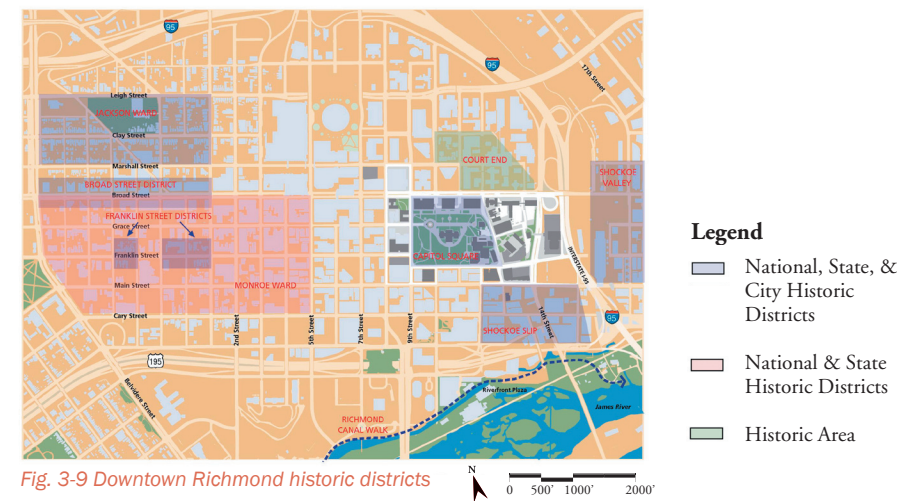 95
95
17th Street
Leigh Street
JACKSON WARD
Clay Street
Marshall Street
COURT END
SHOCKOE
VALLEY
BROAD STREET DISTRICT
Broad Street
FRANKLIN STREET DISTRICTS
Grace Street
Franklin Street
CAPITOL SQUARE
INTERSTATE I-95
Main Street
MONROE WARD
Cary Street
2nd Street
5th Street
7th Street
9th Street
14th Street
SHOCKOE SLIP
95
195
Belvidere Street
Riverfront Plaza
James River
RICHMOND
CANAL WALK
Legend
National, State, &
City Historic
Districts
National & State
Historic Districts
Historic Area
Fig. 3-9 Downtown Richmond historic districts
N
0 500' 1000' 2000'